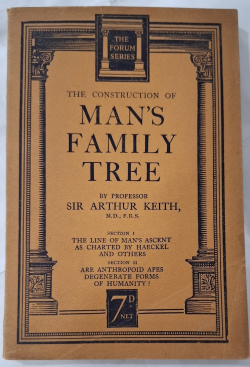 THE
FORUM
SERIES
THE CONSTRUCTION OF
MAN'S
FAMILY
TREE
BY PROFESSOR
SIR ARTHUR KEITH,
M.D., F.R.S.
SECTION I
THE LINE OF MAN'S ASCENT
AS CHARTED BY HAECKEL
AND OTHERS
SECTION II
ARE ANTHROPOID APES
DEGENERATE FORMS
OF HUMANITY?
7D
NET